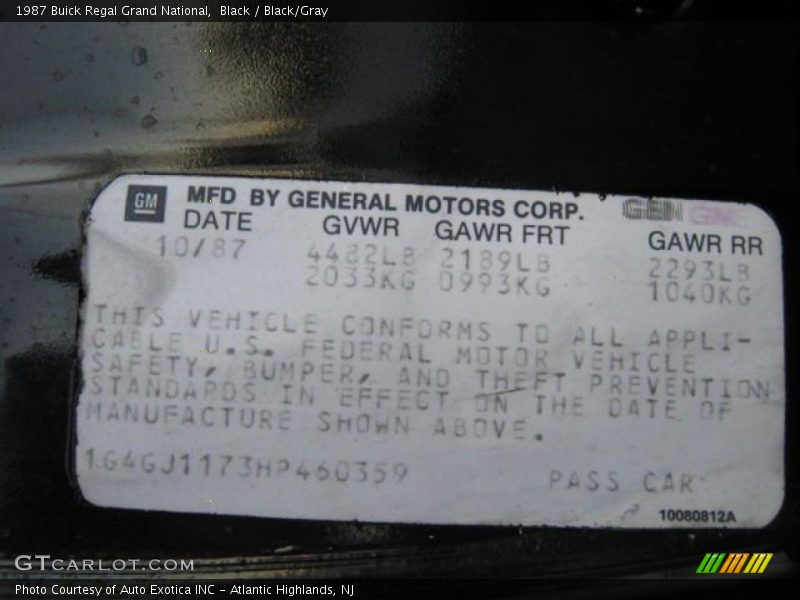 1987 Buick Regal Grand National, Black / Black/Gray
GM MFD BY GENERAL MOTORS CORP. GEN GM
DATE GVWR GAWR FRT GAWR RR
10/87 4482LB 2189LB 2293LB
2033KG 0993KG 1040KG
THIS VEHICLE CONFORMS TO ALL APPLI-
CABLE U.S. FEDERAL MOTOR VEHICLE
SAFETY, BUMPER, AND THEFT PREVENTION
STANDARDS IN EFFECT ON THE DATE OF
MANUFACTURE SHOWN ABOVE.
1G4GJ1173HP460359 PASS CAR
10080812A
GTcarlot.com
Photo Courtesy of Auto Exotica INC - Atlantic Highlands, NJ